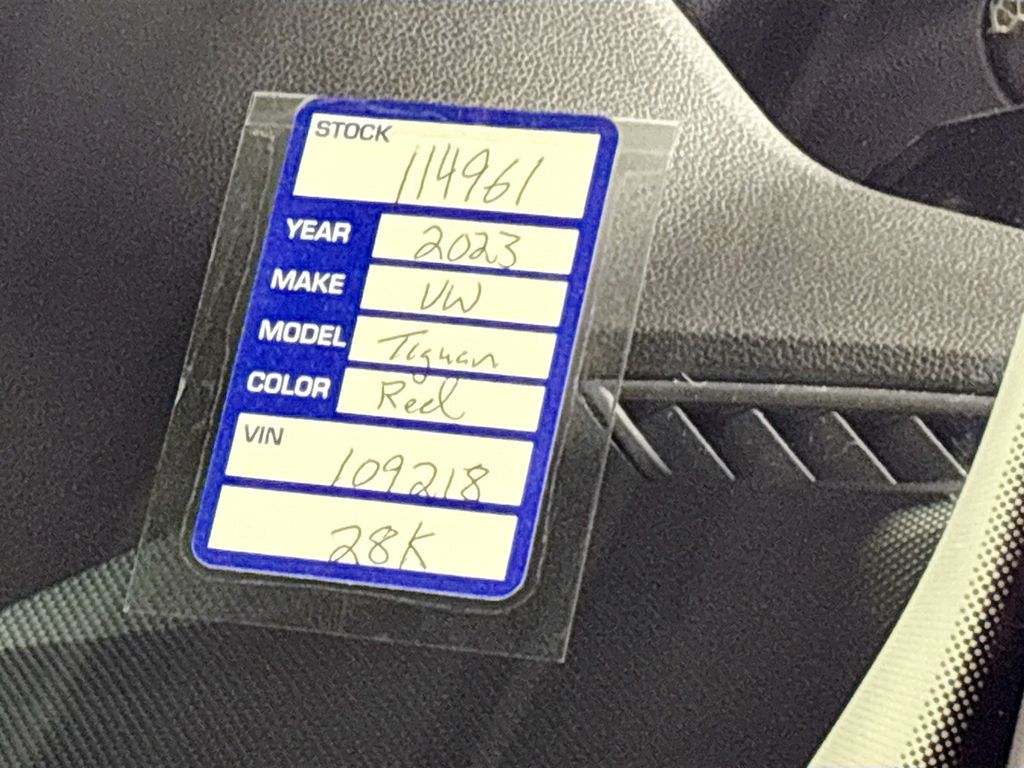 STOCK
114961
YEAR 2023
MAKE VW
MODEL Tiguan
COLOR Red
VIN
109218
28K